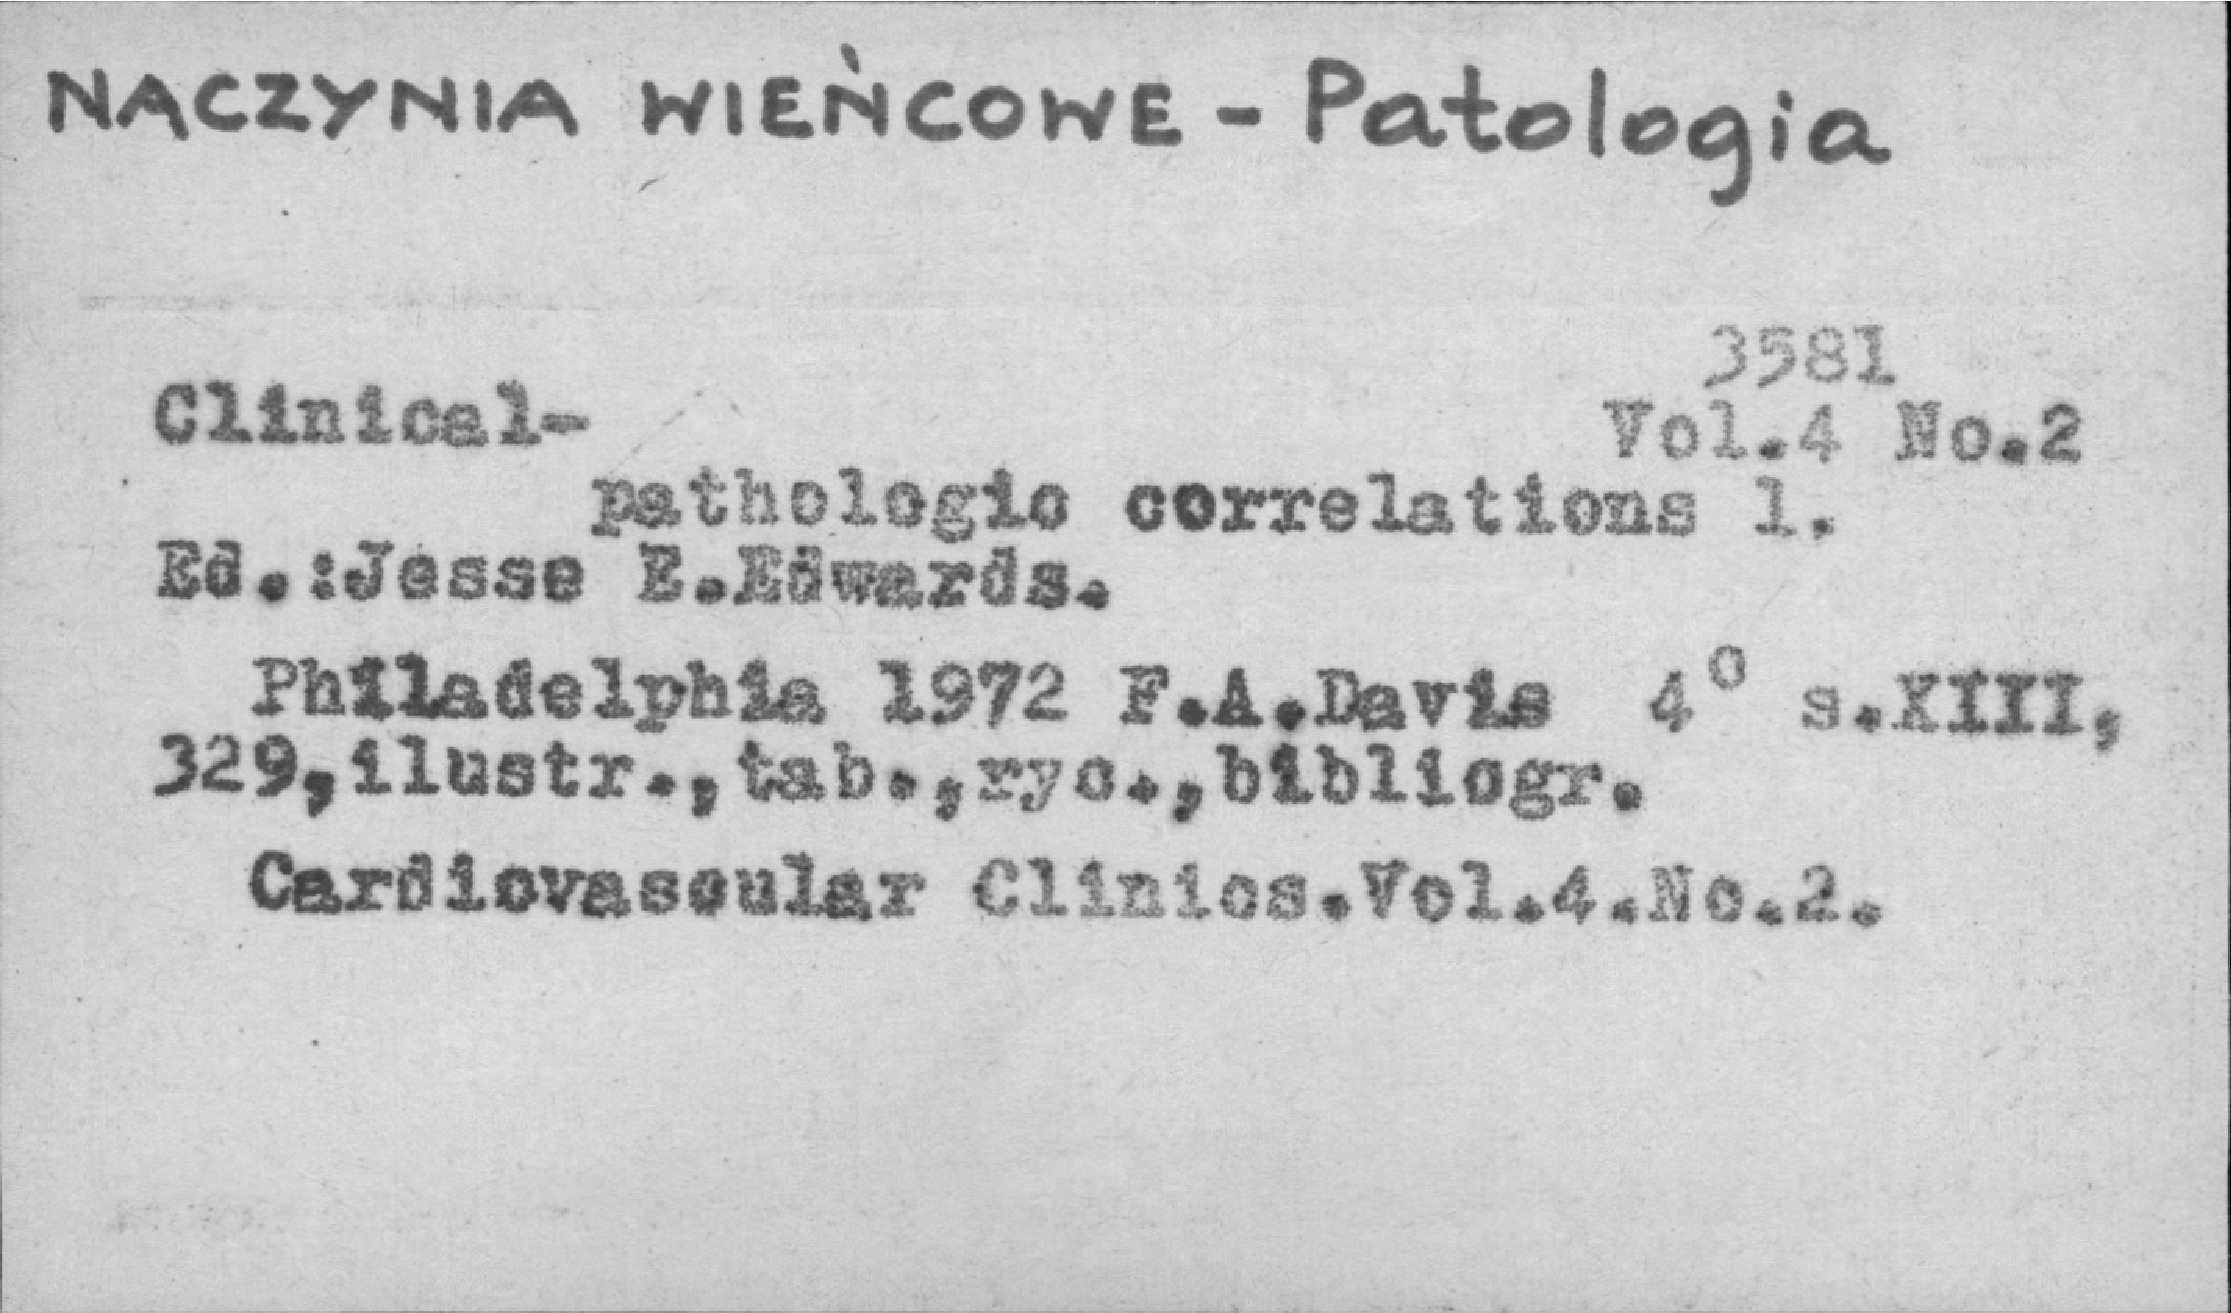 NACZYNIA WIEŃCOWE - Patologia
3581
Clinical-
Vol.4 No.2
pathologic correlations 1.
Ed.:Jesse E.Edwards.
Philadelphia 1972 F.A.Davis 4° s.XIII,
329,ilustr.,tab.,ryc.,bibliogr.
Cardiovascular Clinics.Vol.4.No.2.